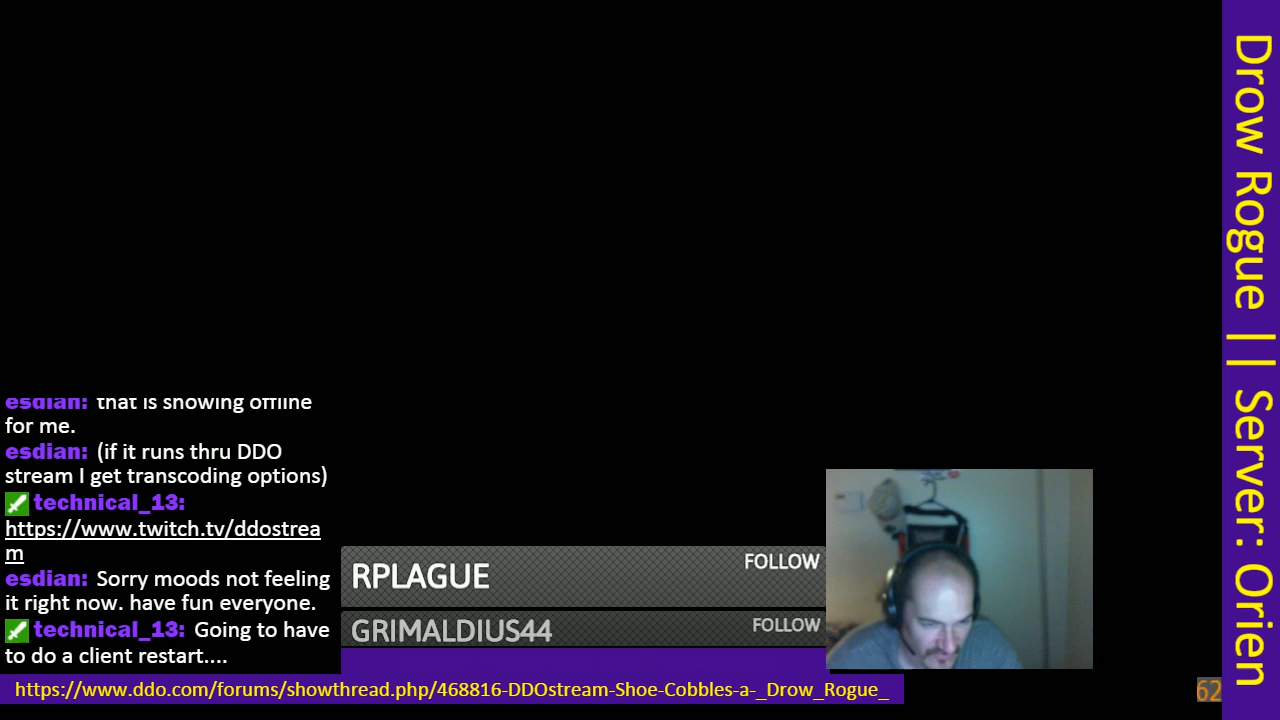 esdian: that is showing offline
for me.
esdian: (if it runs thru DDO
stream I get transcoding options)
technical_13:
https://www.twitch.tv/ddostrea
m
esdian: Sorry moods not feeling
it right now. have fun everyone.
technical_13: Going to have
to do a client restart....
RPLAGUE FOLLOW
GRIMALDIUS44 FOLLOW
https://www.ddo.com/forums/showthread.php/468816-DDOstream-Shoe-Cobbles-a-_Drow_Rogue_
62
Drow Rogue || Server: Orien